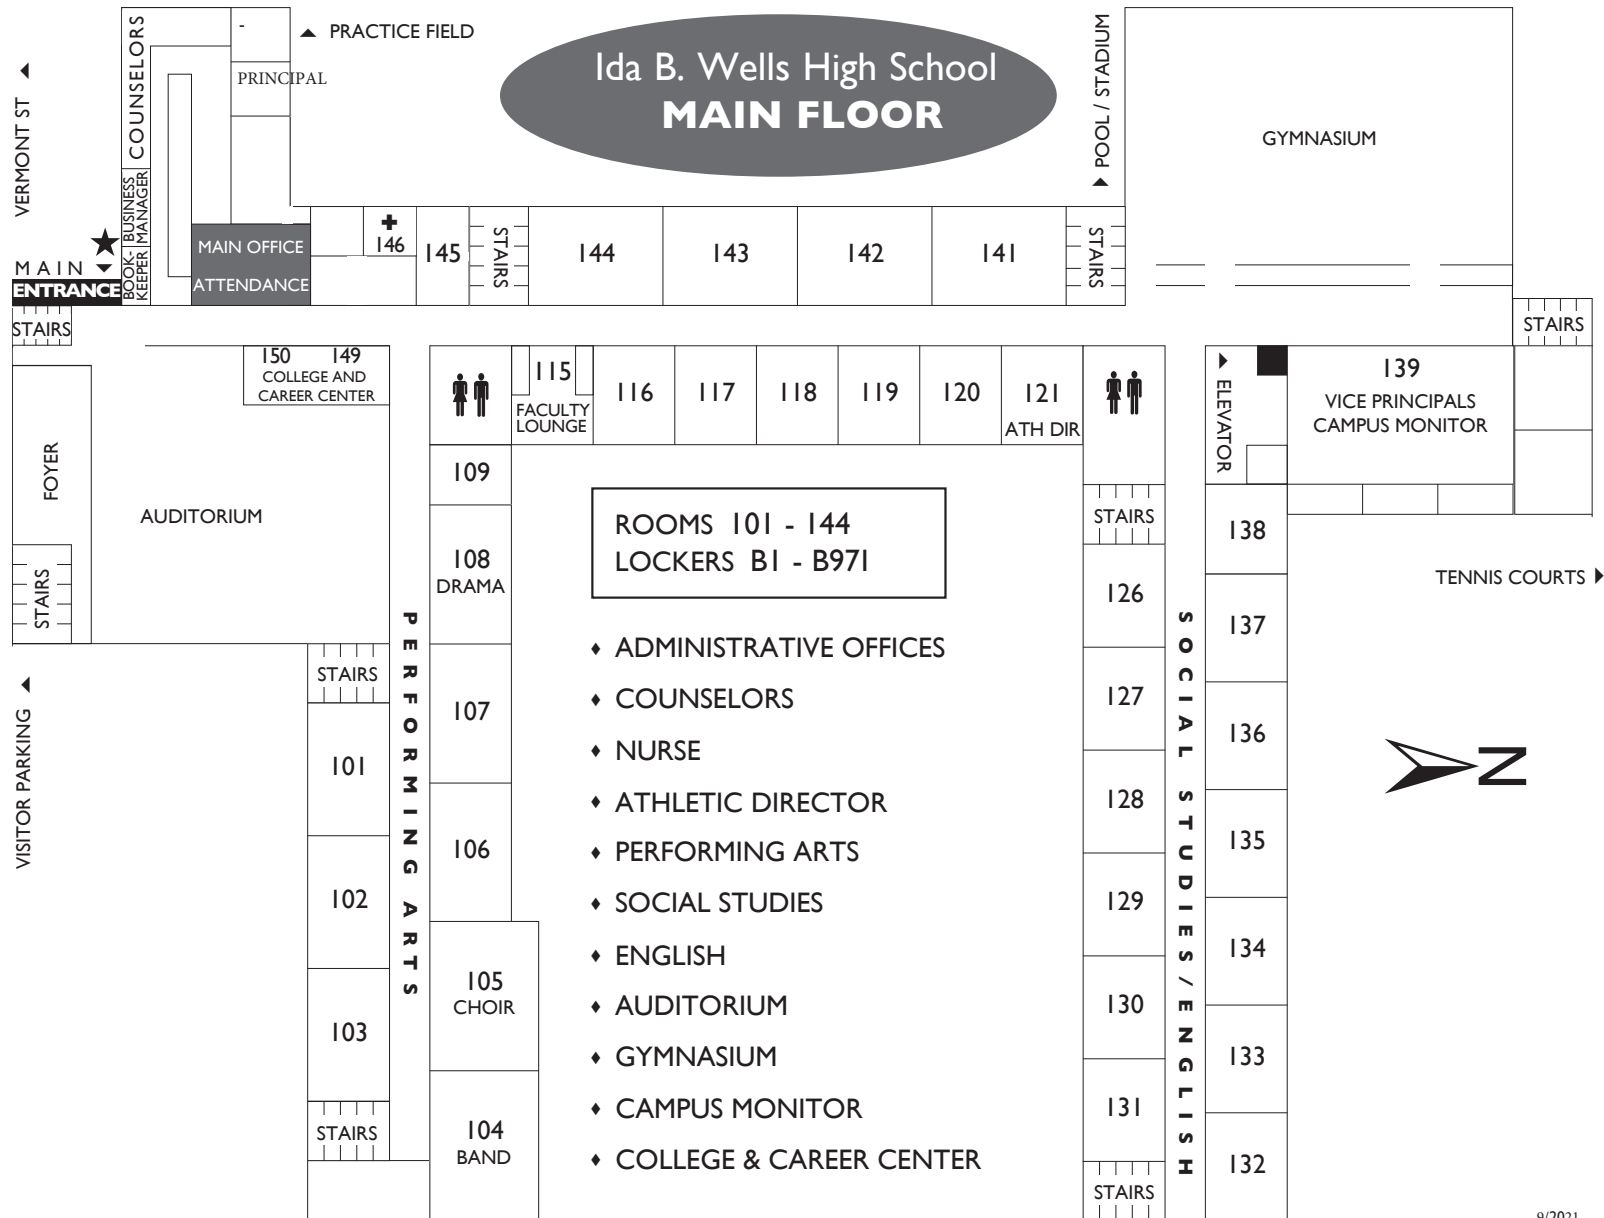 Ida B. Wells High School
MAIN FLOOR
PRACTICE FIELD
VERMONT ST
COUNSELORS
-
PRINCIPAL
BUSINESS
MANAGER
BOOK-
KEEPER
MAIN OFFICE
ATTENDANCE
MAIN
ENTRANCE
146
145
STAIRS
144
143
142
141
STAIRS
POOL / STADIUM
GYMNASIUM
STAIRS
STAIRS
150
149
COLLEGE AND
CAREER CENTER
FOYER
AUDITORIUM
STAIRS
VISITOR PARKING
115
FACULTY
LOUNGE
116
117
118
119
120
121
ATH DIR
ELEVATOR
139
VICE PRINCIPALS
CAMPUS MONITOR
109
108
DRAMA
107
106
105
CHOIR
104
BAND
PERFORMING ARTS
STAIRS
101
102
103
STAIRS
ROOMS 101 - 144
LOCKERS B1 - B971
ADMINISTRATIVE OFFICES
COUNSELORS
NURSE
ATHLETIC DIRECTOR
PERFORMING ARTS
SOCIAL STUDIES
ENGLISH
AUDITORIUM
GYMNASIUM
CAMPUS MONITOR
COLLEGE & CAREER CENTER
STAIRS
126
127
128
129
130
131
STAIRS
SOCIAL STUDIES/ENGLISH
138
137
136
135
134
133
132
TENNIS COURTS
N
9/2021